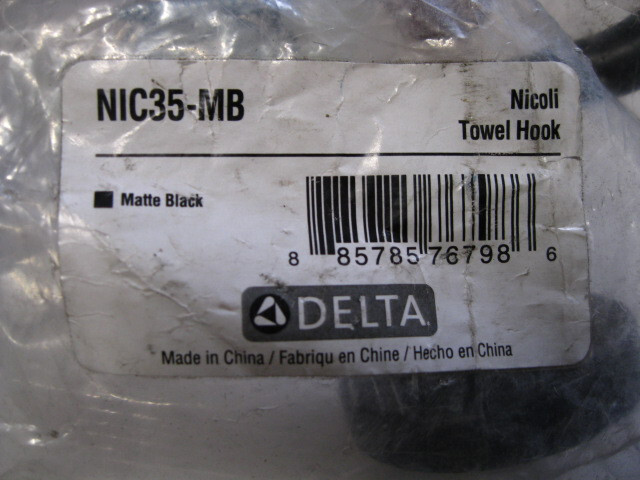 NIC35-MB
Nicoli
Towel Hook
Matte Black
8 85785 76798 6
DELTA
Made in China / Fabriqu en Chine / Hecho en China